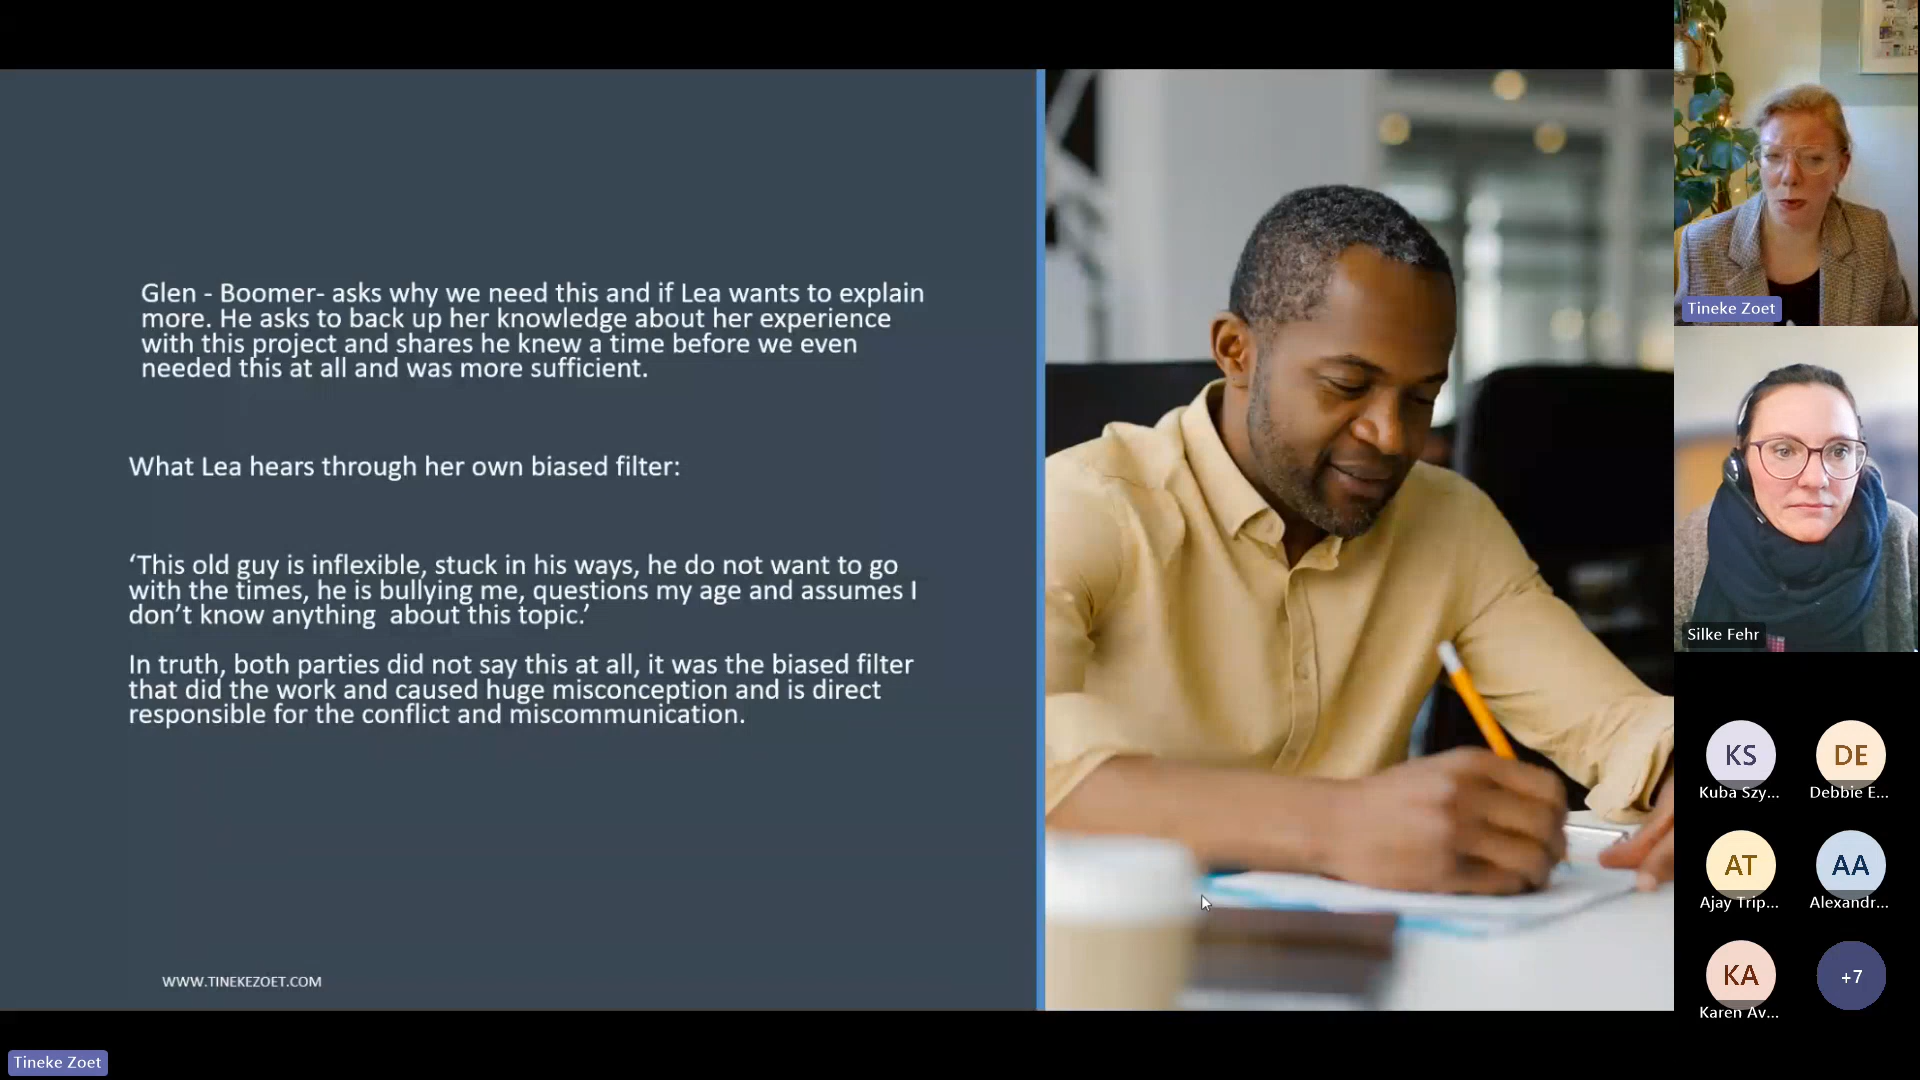 Glen - Boomer- asks why we need this and if Lea wants to explain
more. He asks to back up her knowledge about her experience
with this project and shares he knew a time before we even
needed this at all and was more sufficient.
What Lea hears through her own biased filter:
‘This old guy is inflexible, stuck in his ways, he do not want to go
with the times, he is bullying me, questions my age and assumes I
don’t know anything  about this topic.’
In truth, both parties did not say this at all, it was the biased filter
that did the work and caused huge misconception and is direct
responsible for the conflict and miscommunication.
WWW.TINEKEZOET.COM
Tineke Zoet
Silke Fehr
KS
Kuba Szy...
DE
Debbie E...
AT
Ajay Trip...
AA
Alexandr...
KA
Karen Av...
+7
Tineke Zoet